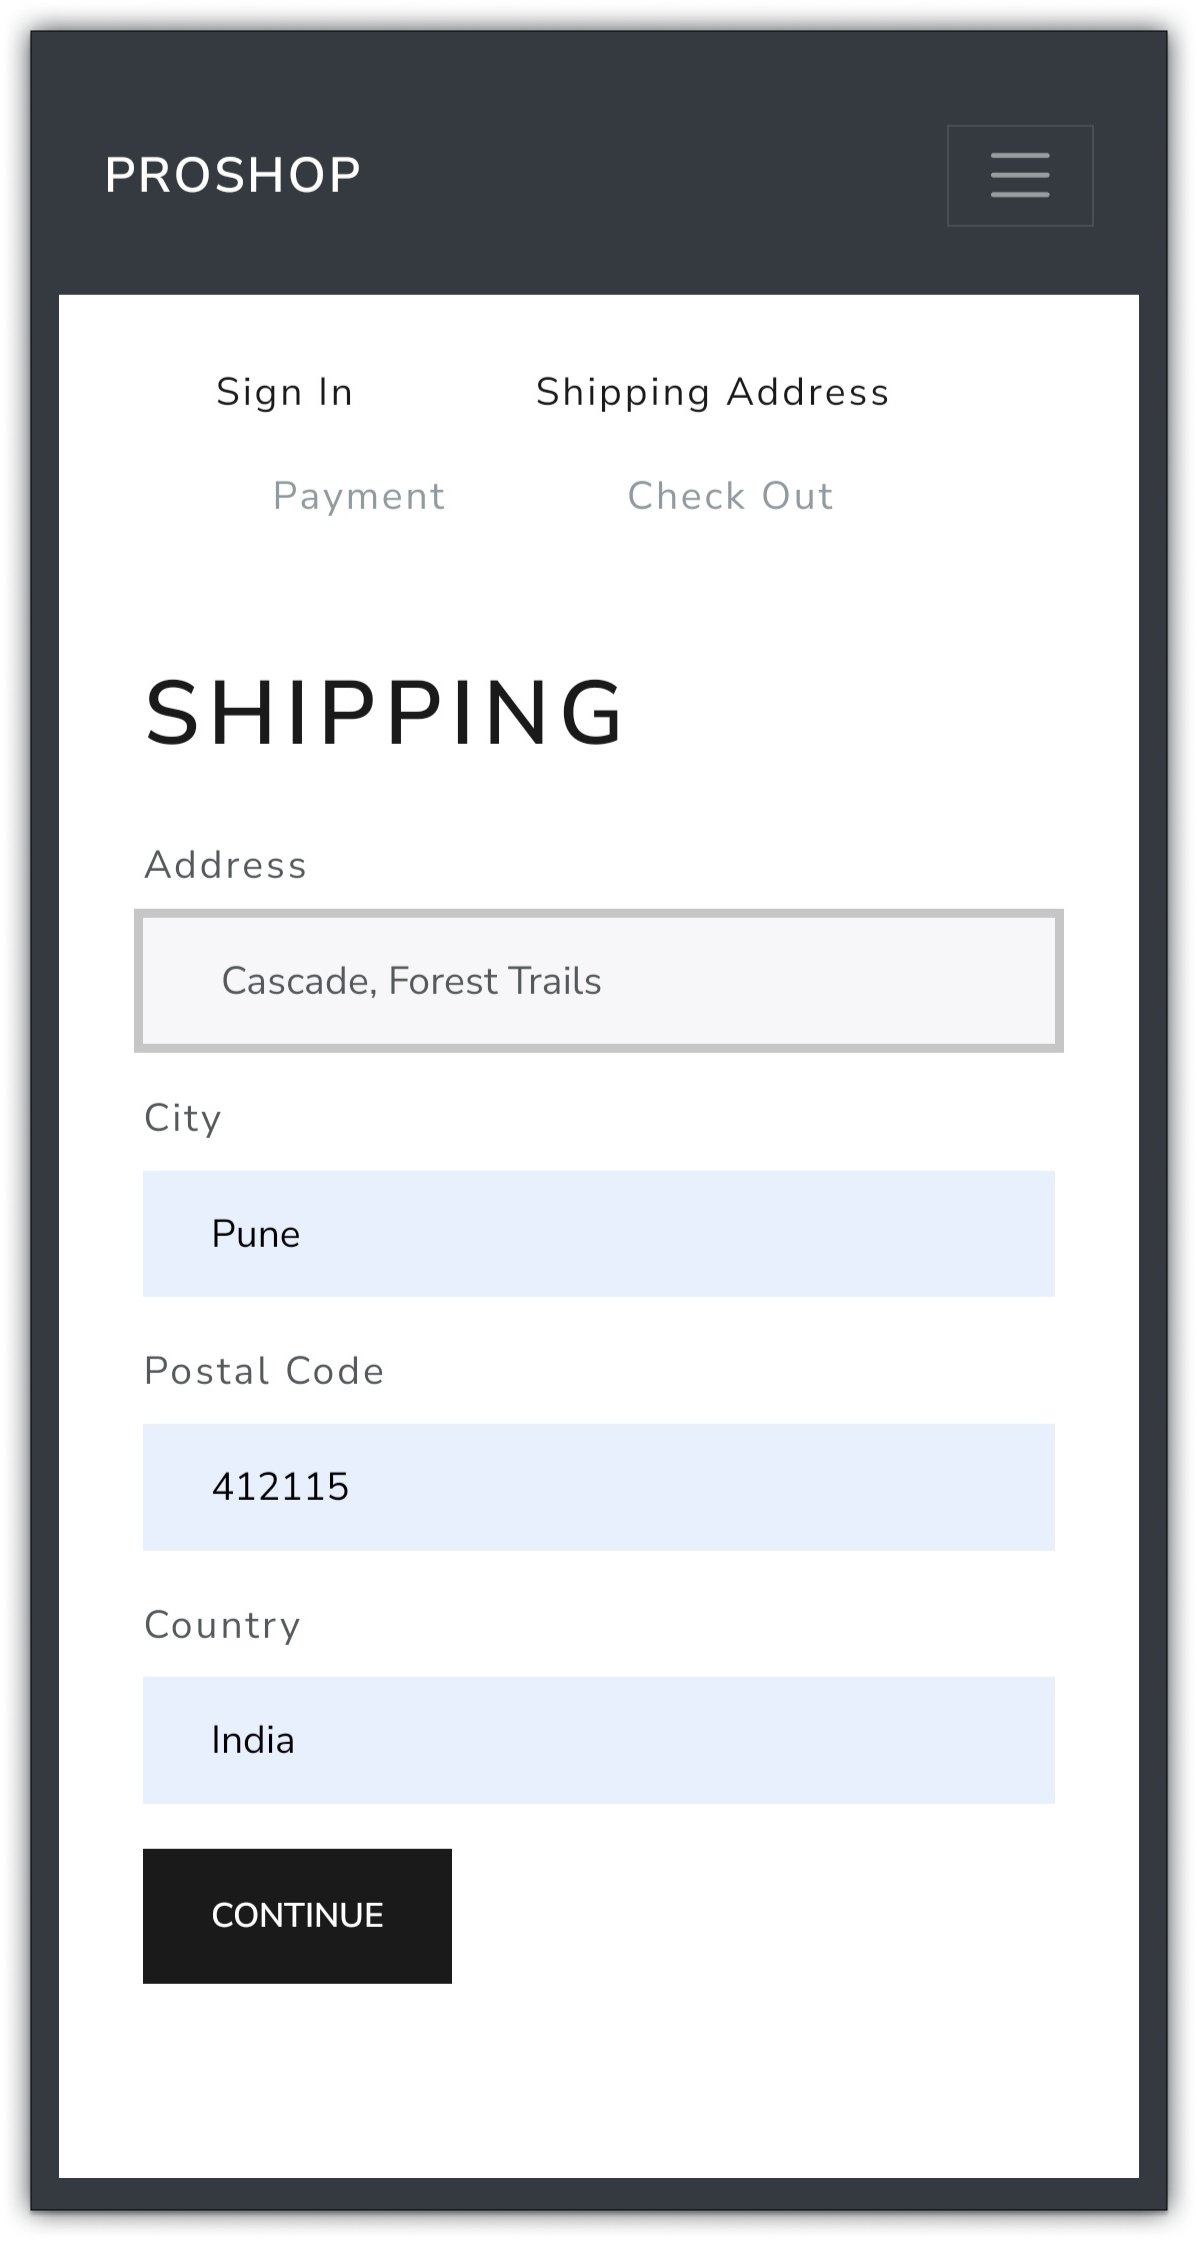 PROSHOP
Sign In Shipping Address
Payment Check Out
SHIPPING
Address
Cascade, Forest Trails
City
Pune
Postal Code
412115
Country
India
CONTINUE